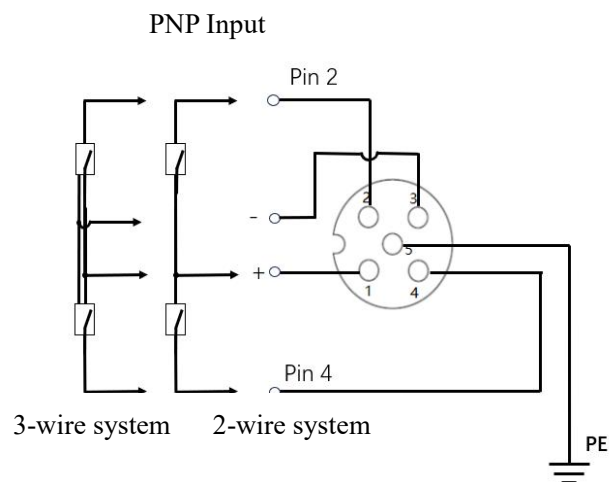 PNP Input
Pin 2
2 3
-
5
+
1 4
Pin 4
3-wire system 2-wire system
PE